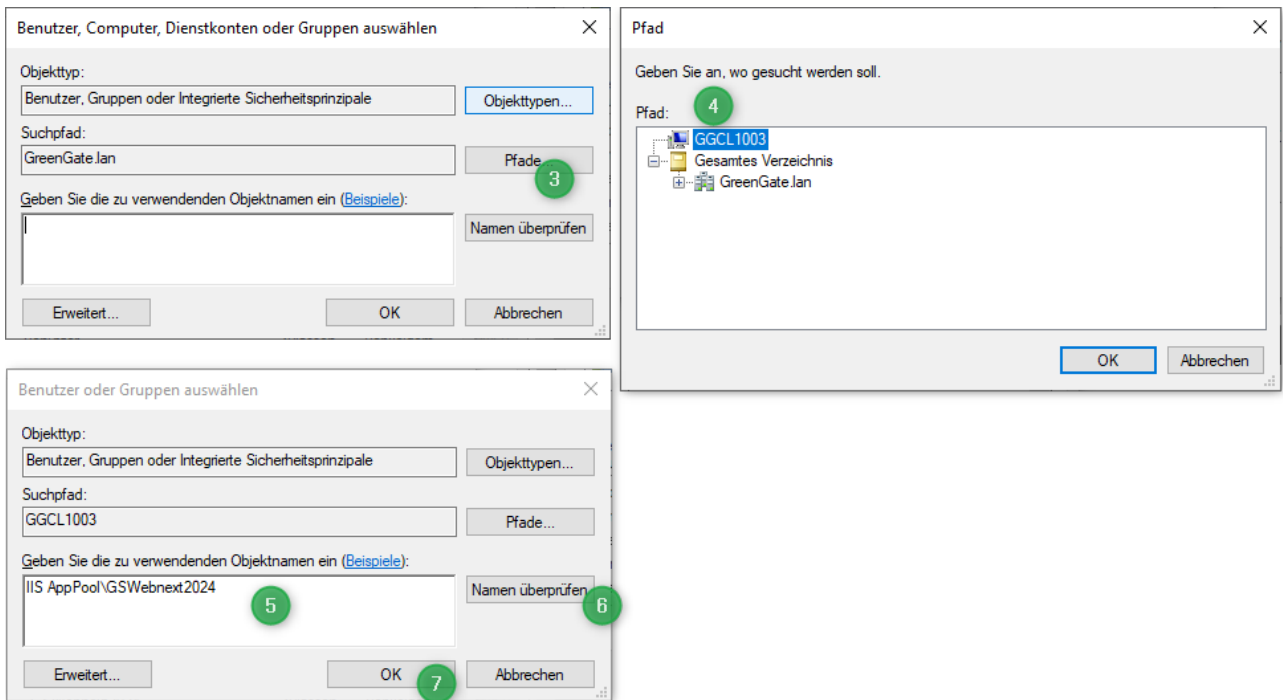 Benutzer, Computer, Dienstkonten oder Gruppen auswählen
Objekttyp:
Benutzer, Gruppen oder Integrierte Sicherheitsprinzipale
Objekttypen...
Suchpfad:
GreenGate.lan
Pfade...
3
Geben Sie die zu verwendenden Objektnamen ein (Beispiele):
Namen überprüfen
Erweitert...
OK
Abbrechen
Pfad
Geben Sie an, wo gesucht werden soll.
4
Pfad:
GGCL1003
Gesamtes Verzeichnis
GreenGate.lan
OK
Abbrechen
Benutzer oder Gruppen auswählen
Objekttyp:
Benutzer, Gruppen oder Integrierte Sicherheitsprinzipale
Objekttypen...
Suchpfad:
GGCL1003
Pfade...
Geben Sie die zu verwendenden Objektnamen ein (Beispiele):
IIS AppPool\GSWebnext2024
5
Namen überprüfen
6
Erweitert...
OK
7
Abbrechen